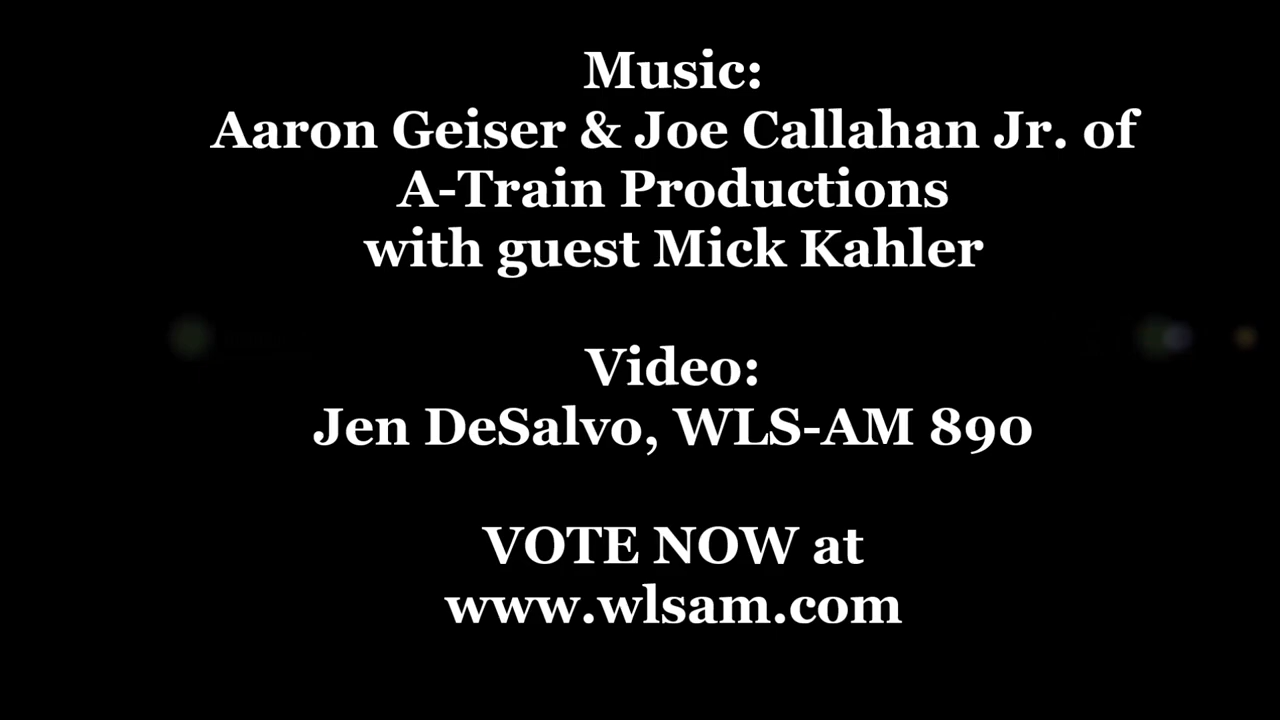 Music:
Aaron Geiser & Joe Callahan Jr. of
A-Train Productions
with guest Mick Kahler
Video:
Jen DeSalvo, WLS-AM 890
VOTE NOW at
www.wlsam.com